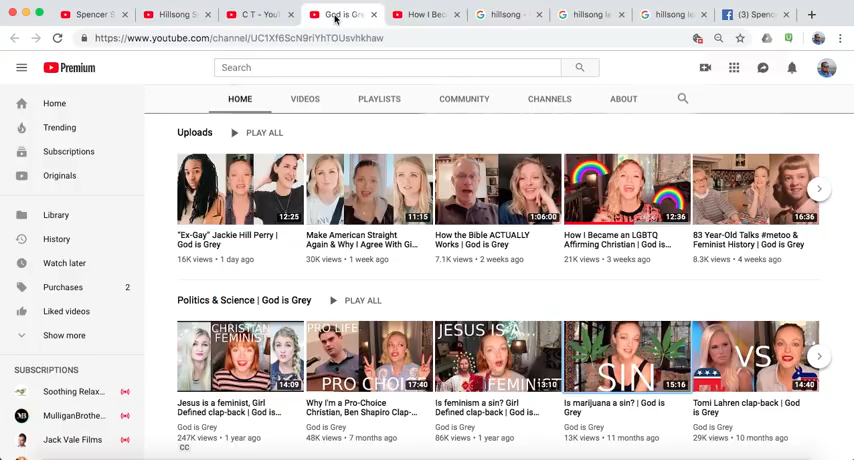 Spencer S
Hillsong S
C T - YouT
God is Gre
How I Bec
hillsong -
hillsong le
hillsong lea
(3) Spenc
https://www.youtube.com/channel/UC1Xf6ScN9riYhTOUsvhkhaw
Premium
Search
HOME VIDEOS PLAYLISTS COMMUNITY CHANNELS ABOUT
Home
Trending
Subscriptions
Originals
Library
History
Watch later
Purchases 2
Liked videos
Show more
SUBSCRIPTIONS
Soothing Relax...
MulliganBrothe...
Jack Vale Films
Uploads PLAY ALL
12:25
"Ex-Gay" Jackie Hill Perry |
God is Grey
16K views • 1 day ago
11:15
Make American Straight
Again & Why I Agree With Gi...
30K views • 1 week ago
1:06:00
How the Bible ACTUALLY
Works | God is Grey
7.1K views • 2 weeks ago
12:36
How I Became an LGBTQ
Affirming Christian | God is...
21K views • 3 weeks ago
16:36
83 Year-Old Talks #metoo &
Feminist History | God is Grey
8.3K views • 4 weeks ago
Politics & Science | God is Grey PLAY ALL
CHRISTIAN
FEMINIST
14:09
Jesus is a feminist, Girl
Defined clap-back | God is...
God is Grey
247K views • 1 year ago
CC
PRO LIFE
PRO CHOIC
17:40
Why I'm a Pro-Choice
Christian, Ben Shapiro Clap-...
God is Grey
48K views • 7 months ago
JESUS IS A...
FEMINIST
13:10
Is feminism a sin? Girl
Defined clap-back | God is...
God is Grey
86K views • 1 year ago
SIN
15:16
Is marijuana a sin? | God is
Grey
God is Grey
13K views • 11 months ago
VS
14:40
Tomi Lahren clap-back |
God is Grey
God is Grey
29K views • 10 months ago